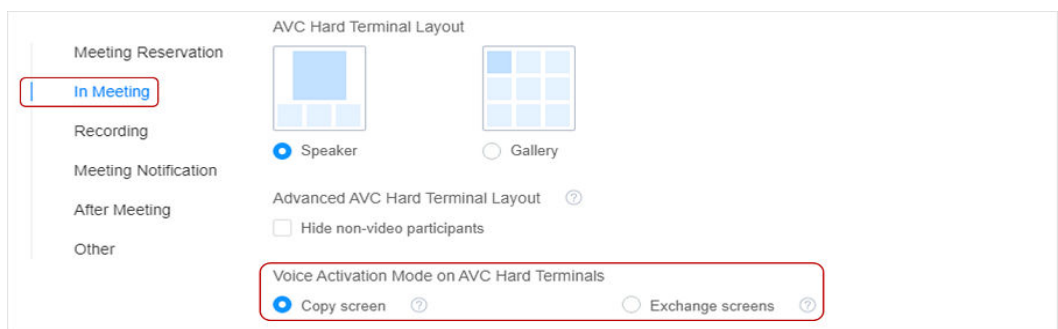 AVC Hard Terminal Layout
Meeting Reservation
In Meeting
Recording
Meeting Notification
After Meeting
Other
Speaker
Gallery
Advanced AVC Hard Terminal Layout ?
Hide non-video participants
Voice Activation Mode on AVC Hard Terminals
Copy screen ? Exchange screens ?